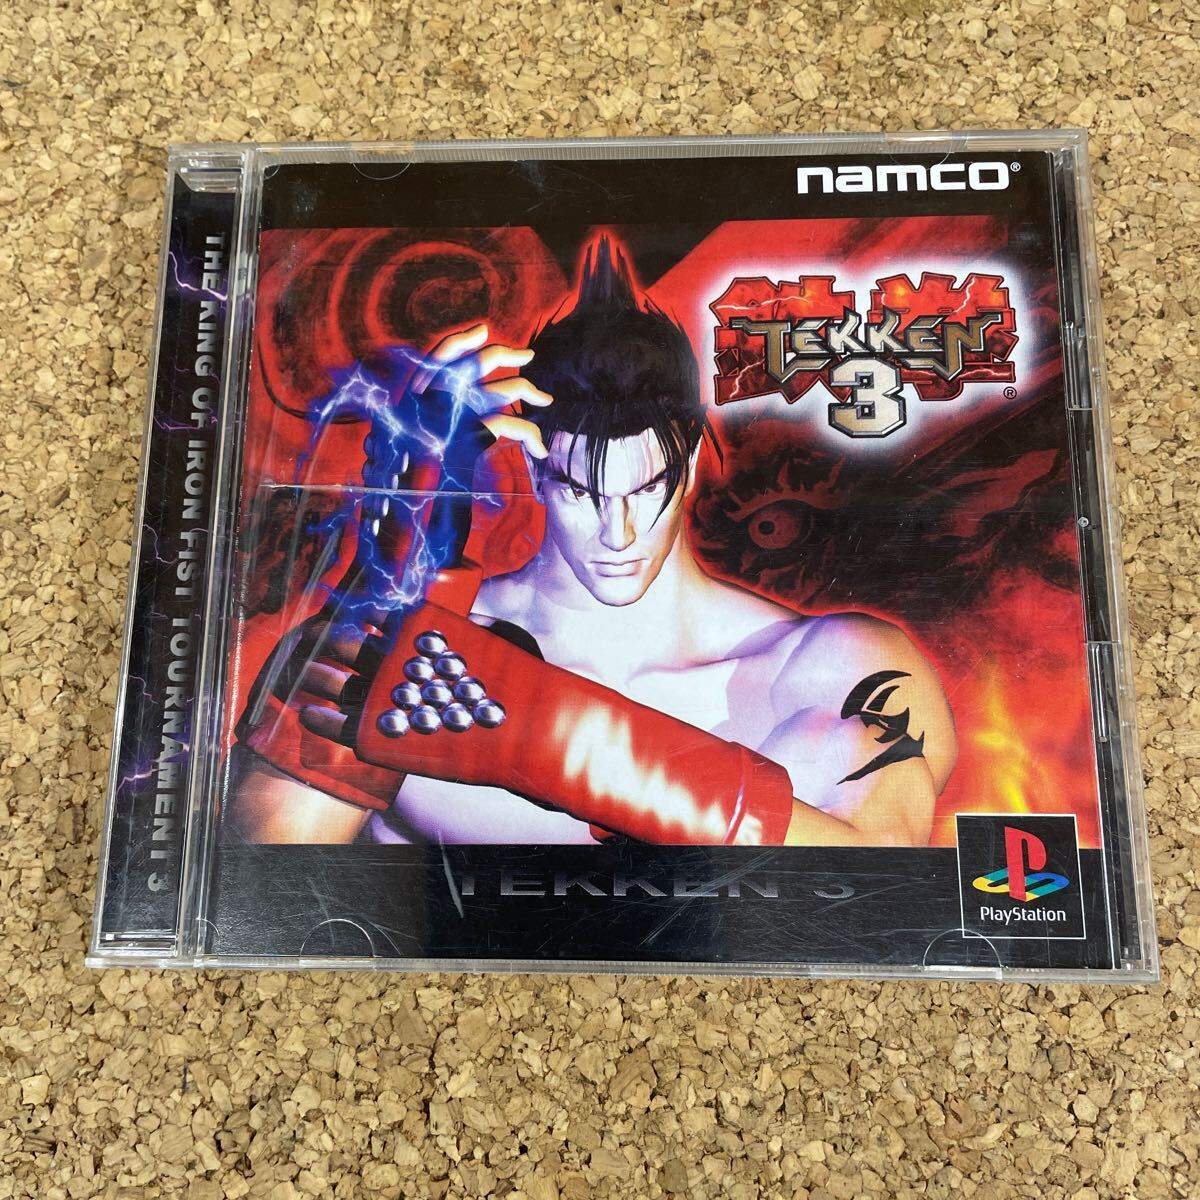 namco®
鉄拳
TEKKEN
3
®
THE KING OF IRON FIST TOURNAMENT 3
TEKKEN 3
PlayStation